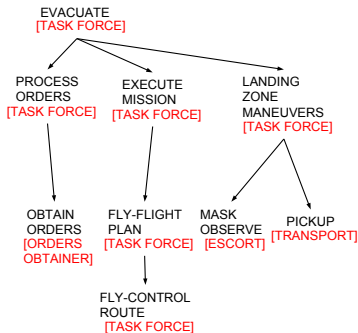 EVACUATE
[TASK FORCE]
PROCESS
ORDERS
[TASK FORCE]
EXECUTE
MISSION
[TASK FORCE]
LANDING
ZONE
MANEUVERS
[TASK FORCE]
OBTAIN
ORDERS
[ORDERS
OBTAINER]
FLY-FLIGHT
PLAN
[TASK FORCE]
MASK
OBSERVE
[ESCORT]
PICKUP
[TRANSPORT]
FLY-CONTROL
ROUTE
[TASK FORCE]